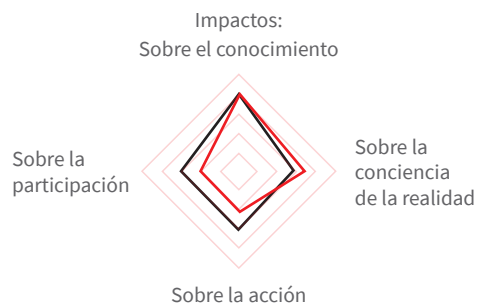 Impactos:
Sobre el conocimiento
Sobre la
participación
Sobre la
conciencia
de la realidad
Sobre la acción